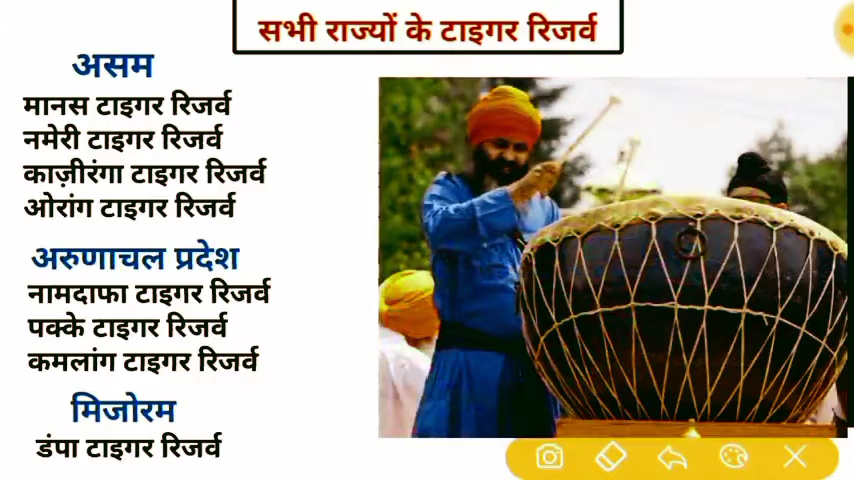 सभी राज्यों के टाइगर रिजर्व
असम
मानस टाइगर रिजर्व
नमेरी टाइगर रिजर्व
काज़ीरंगा टाइगर रिजर्व
ओरांग टाइगर रिजर्व
अरुणाचल प्रदेश
नामदाफा टाइगर रिजर्व
पक्के टाइगर रिजर्व
कमलांग टाइगर रिजर्व
मिजोरम
डंपा टाइगर रिजर्व